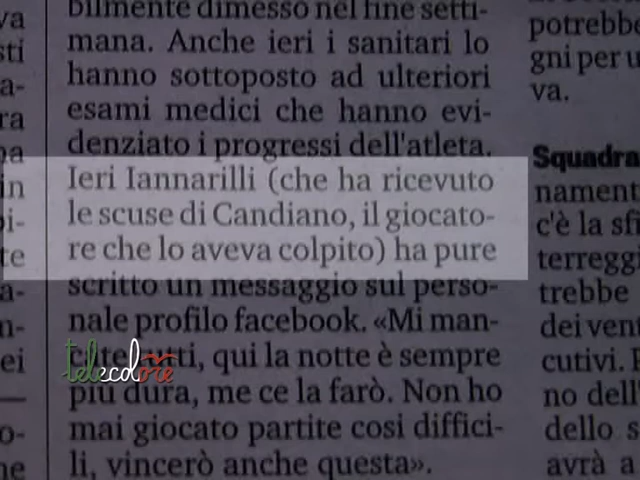 bilmente dimesso nel fine setti-
mana. Anche ieri i sanitari lo
hanno sottoposto ad ulteriori
esami medici che hanno evi-
denziato i progressi dell'atleta.
Ieri Iannarilli (che ha ricevuto
le scuse di Candiano, il giocato-
re che lo aveva colpito) ha pure
scritto un messaggio sul perso-
nale profilo facebook. «Mi man-
cate tutti, qui la notte è sempre
più dura, me ce la farò. Non ho
mai giocato partite cosi diffici-
li, vincerò anche questa».
telecolore
potrebbe
gni per u
va.
Squadra
nament
c'è la sf
terreggi
trebbe
dei vent
cutivi.
no dell
dello s
avrà a